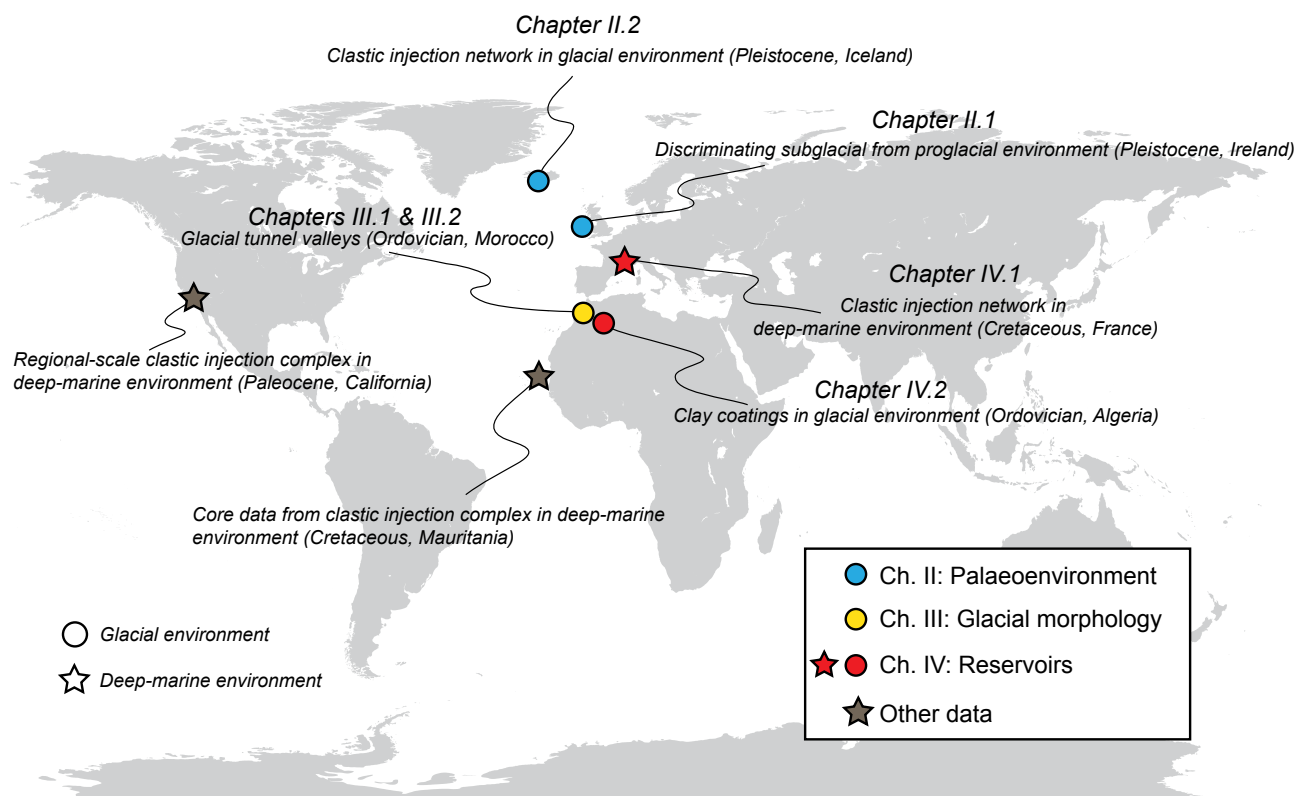 Chapter II.2
Clastic injection network in glacial environment (Pleistocene, Iceland)
Chapter II.1
Discriminating subglacial from proglacial environment (Pleistocene, Ireland)
Chapters III.1 & III.2
Glacial tunnel valleys (Ordovician, Morocco)
Chapter IV.1
Clastic injection network in
deep-marine environment (Cretaceous, France)
Regional-scale clastic injection complex in
deep-marine environment (Paleocene, California)
Chapter IV.2
Clay coatings in glacial environment (Ordovician, Algeria)
Core data from clastic injection complex in deep-marine
environment (Cretaceous, Mauritania)
Glacial environment
Deep-marine environment
Ch. II: Palaeoenvironment
Ch. III: Glacial morphology
Ch. IV: Reservoirs
Other data